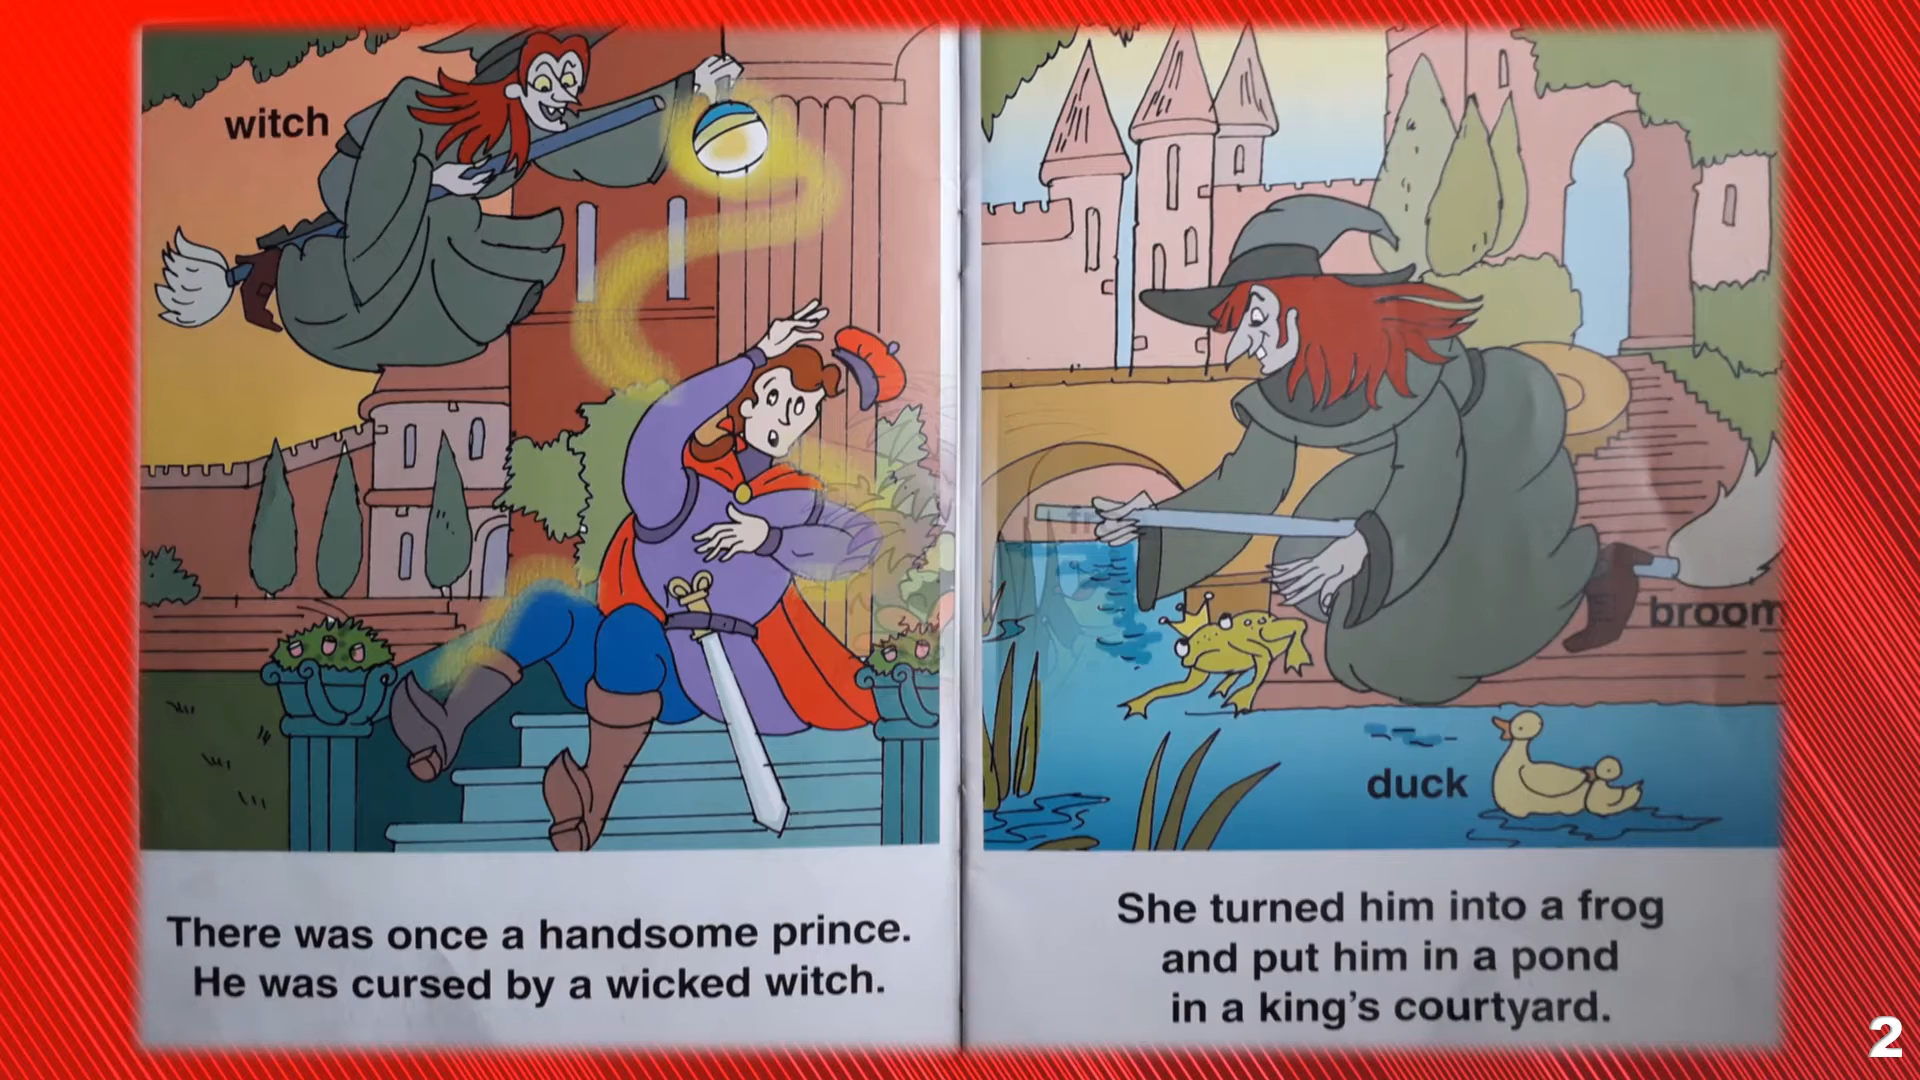 witch
There was once a handsome prince.
He was cursed by a wicked witch.
broom
duck
She turned him into a frog
and put him in a pond
in a king's courtyard.
2